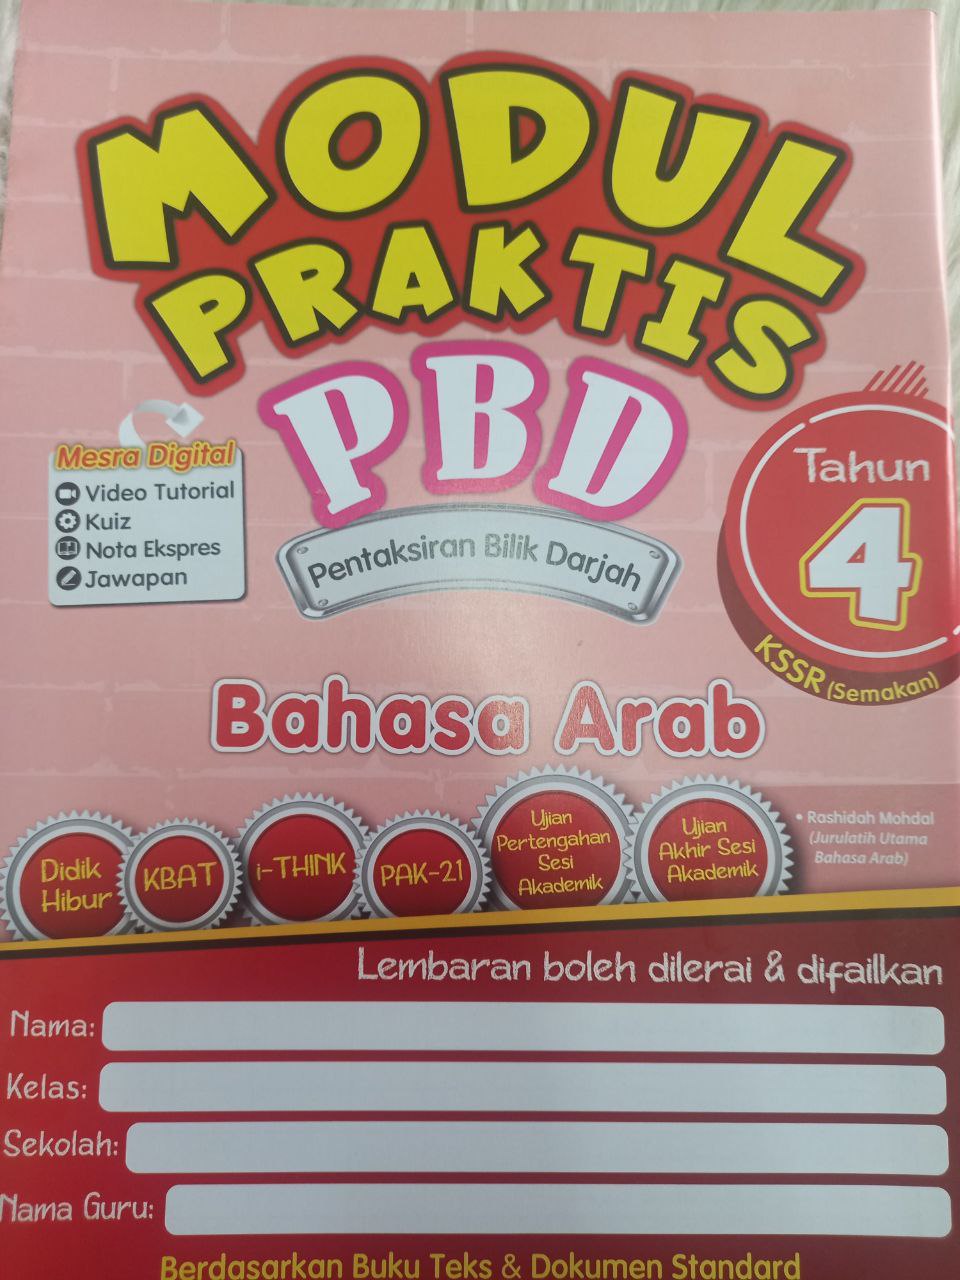 MODUL
PRAKTIS
PBD
Pentaksiran Bilik Darjah
Mesra Digital
Video Tutorial
Kuiz
Nota Ekspres
Jawapan
Tahun
4
KSSR (Semakan)
Bahasa Arab
Didik
Hibur
KBAT
i-THINK
PAK-21
Ujian
Pertengahan
Sesi
Akademik
Ujian
Akhir Sesi
Akademik
• Rashidah Mohdal
(Jurulatih Utama
Bahasa Arab)
Lembaran boleh dilerai & difailkan
Nama:
Kelas:
Sekolah:
Nama Guru:
Berdasarkan Buku Teks & Dokumen Standard